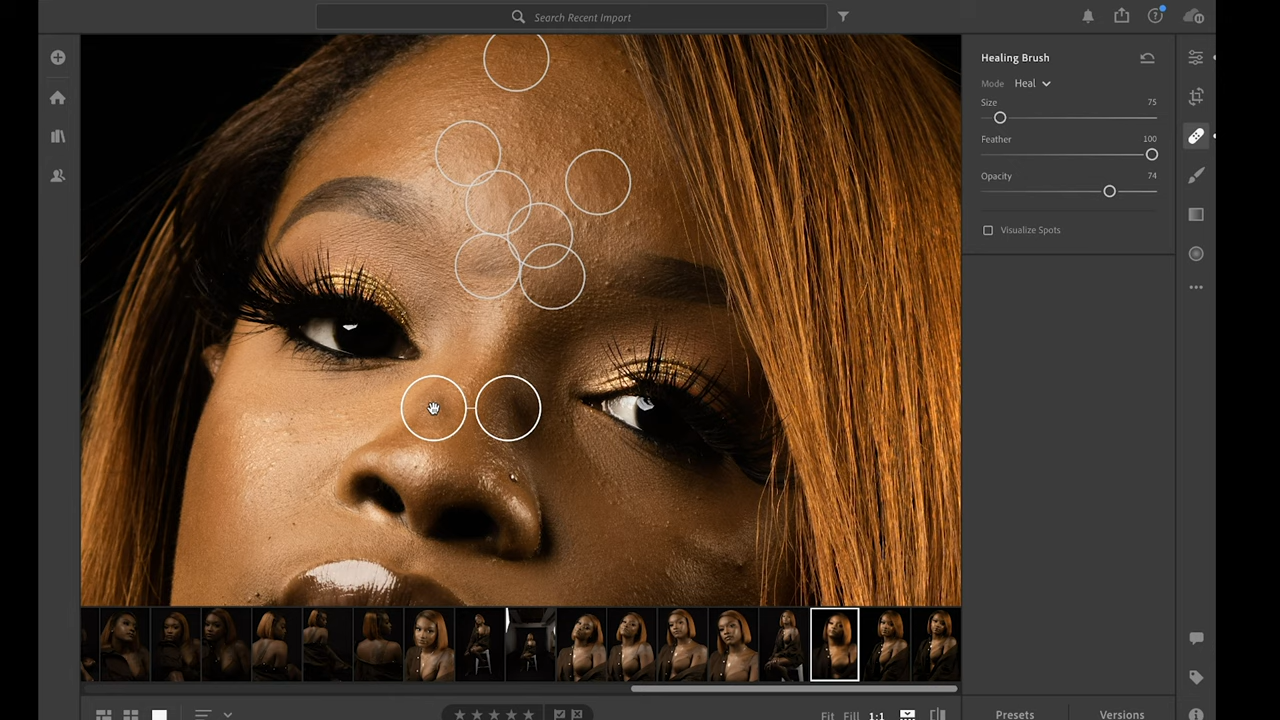 Search Recent Import
Healing Brush
Mode Heal
Size 75
Feather 100
Opacity 74
Visualize Spots
Fit Fill 1:1
Presets Versions